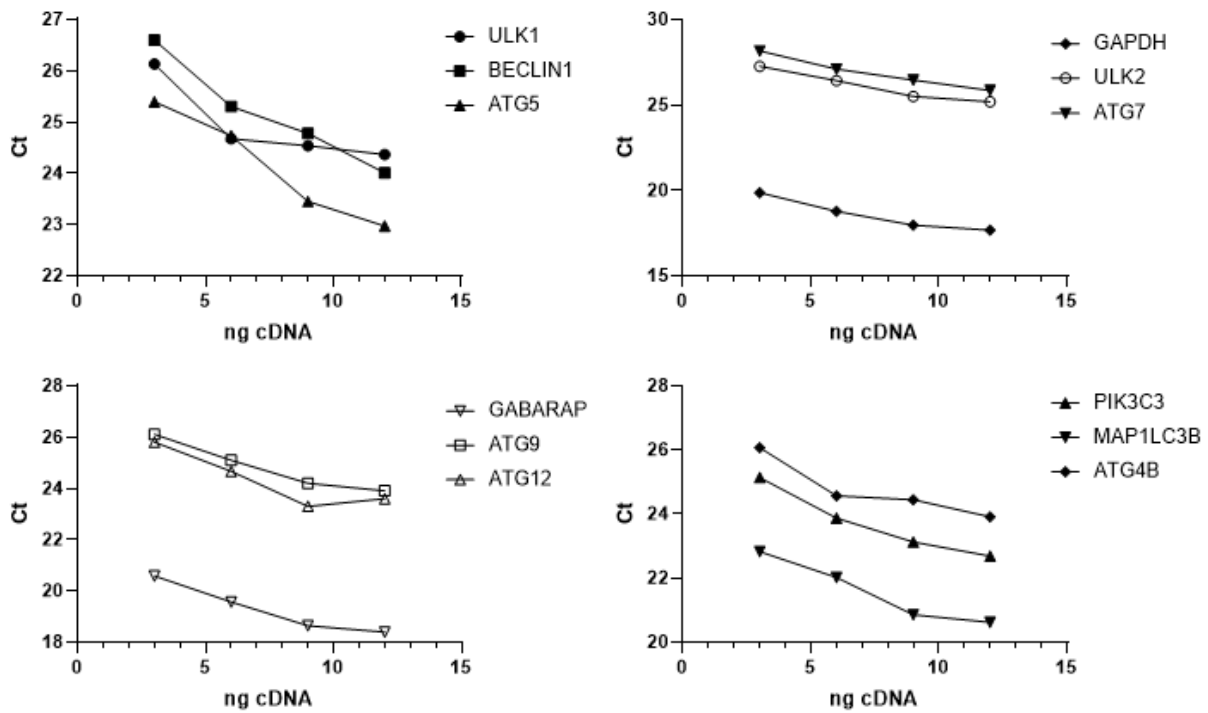 27
26
25
24
23
22
Ct
0
5
10
15
ng cDNA
ULK1
BECLIN1
ATG5
30
25
20
15
Ct
0
5
10
15
ng cDNA
GAPDH
ULK2
ATG7
28
26
24
22
20
18
Ct
0
5
10
15
ng cDNA
GABARAP
ATG9
ATG12
28
26
24
22
20
Ct
0
5
10
15
ng cDNA
PIK3C3
MAP1LC3B
ATG4B